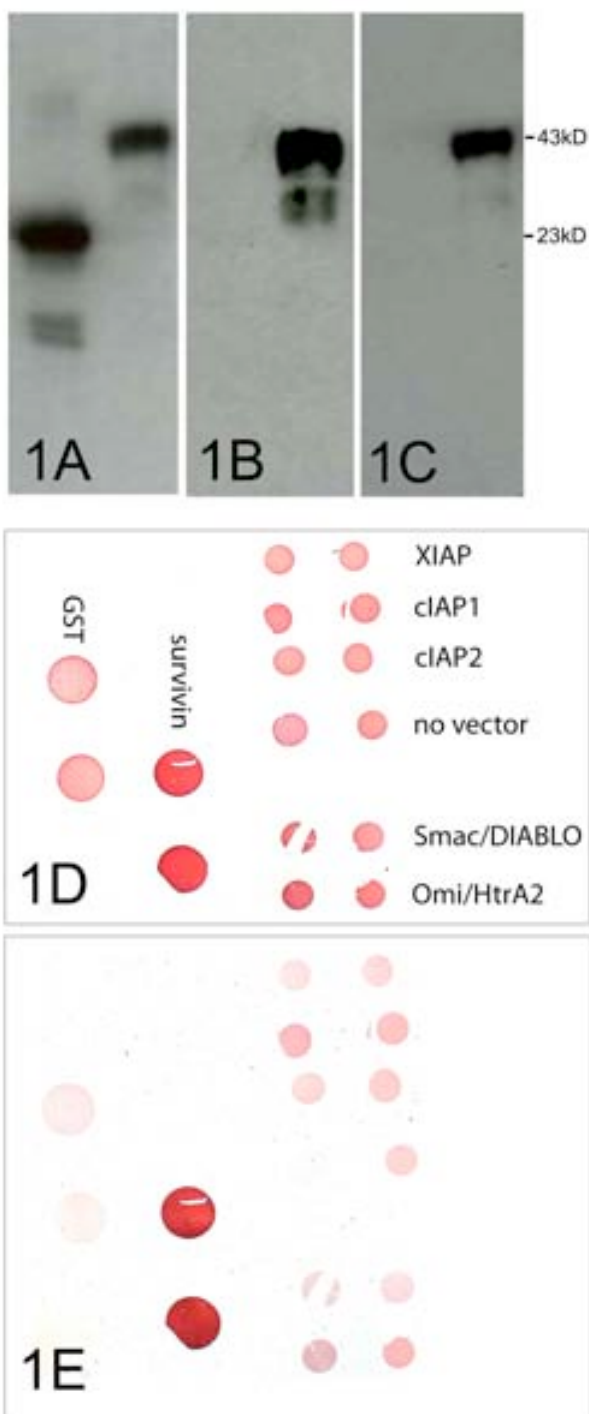 -43kD
-23kD
1A
1B
1C
GST
survivin
XIAP
cIAP1
cIAP2
no vector
Smac/DIABLO
Omi/HtrA2
1D
1E